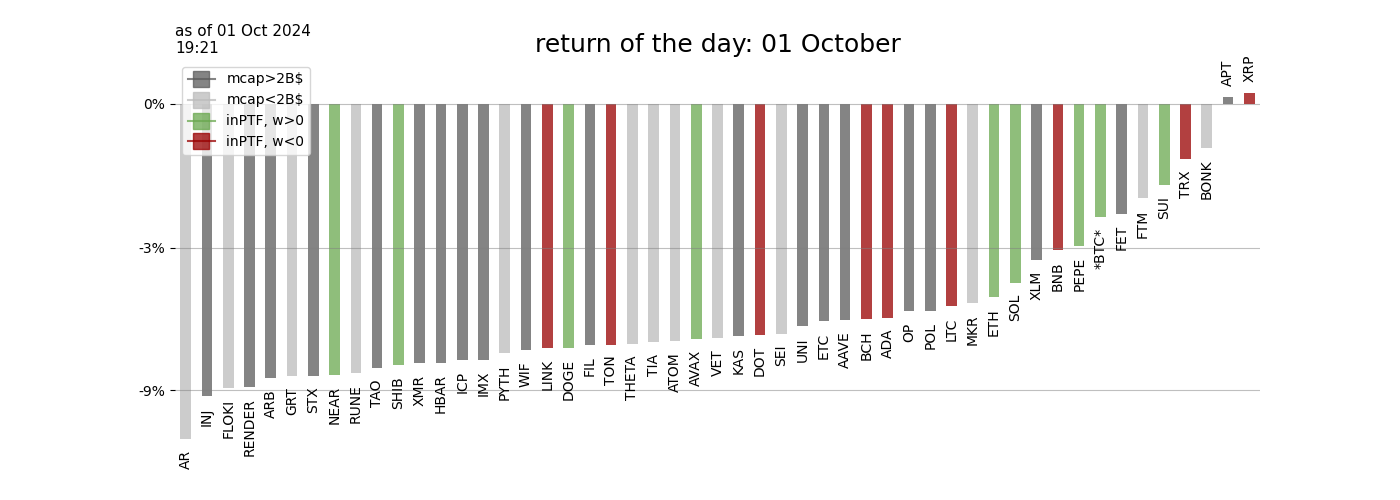 as of 01 Oct 2024
19:21
return of the day: 01 October
mcap>2B$
mcap<2B$
inPTF, w>0
inPTF, w<0
0%
-3%
-9%
AR
INJ
FLOKI
RENDER
ARB
GRT
STX
NEAR
RUNE
TAO
SHIB
XMR
HBAR
ICP
IMX
PYTH
WIF
LINK
DOGE
FIL
TON
THETA
TIA
ATOM
AVAX
VET
KAS
DOT
SEI
UNI
ETC
AAVE
BCH
ADA
OP
POL
LTC
MKR
ETH
SOL
XLM
BNB
PEPE
*BTC*
FET
FTM
SUI
TRX
BONK
APT
XRP